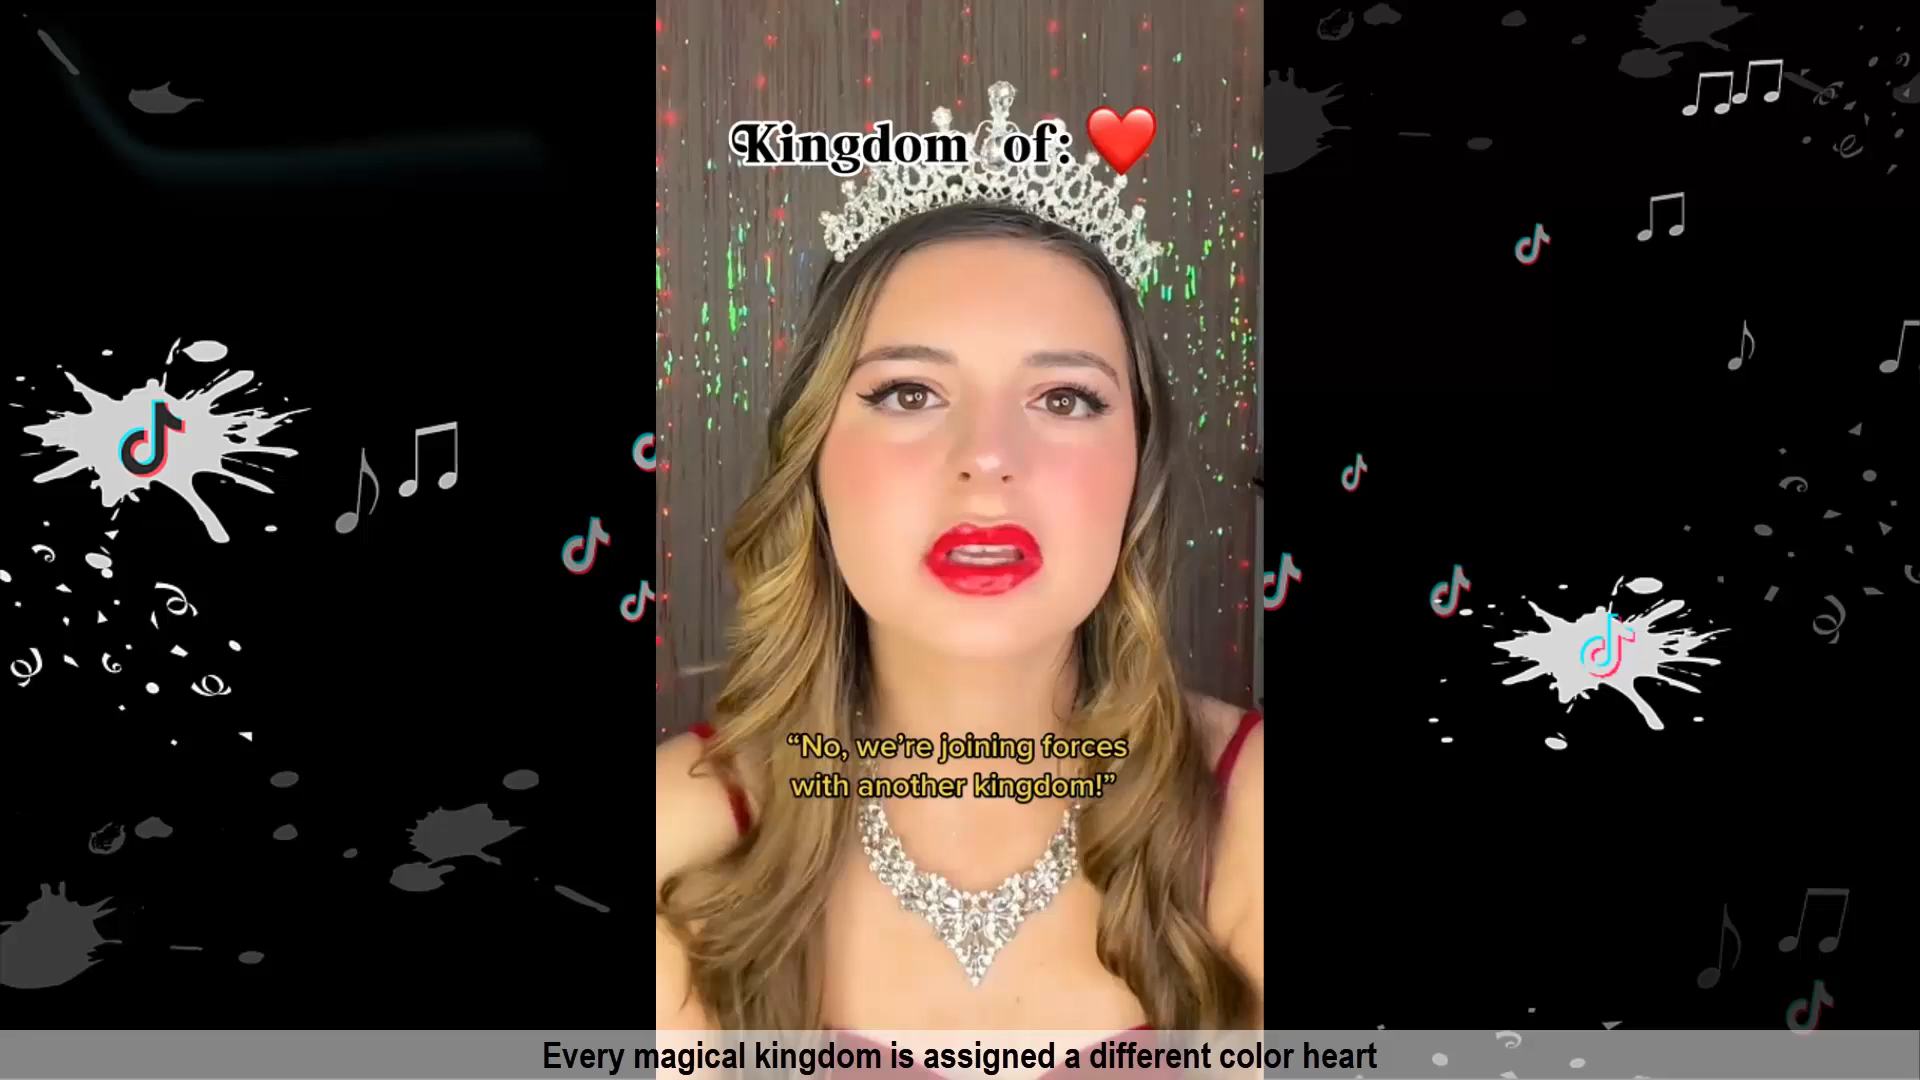 Kingdom of: ❤️
“No, we’re joining forces
with another kingdom!”
Every magical kingdom is assigned a different color heart